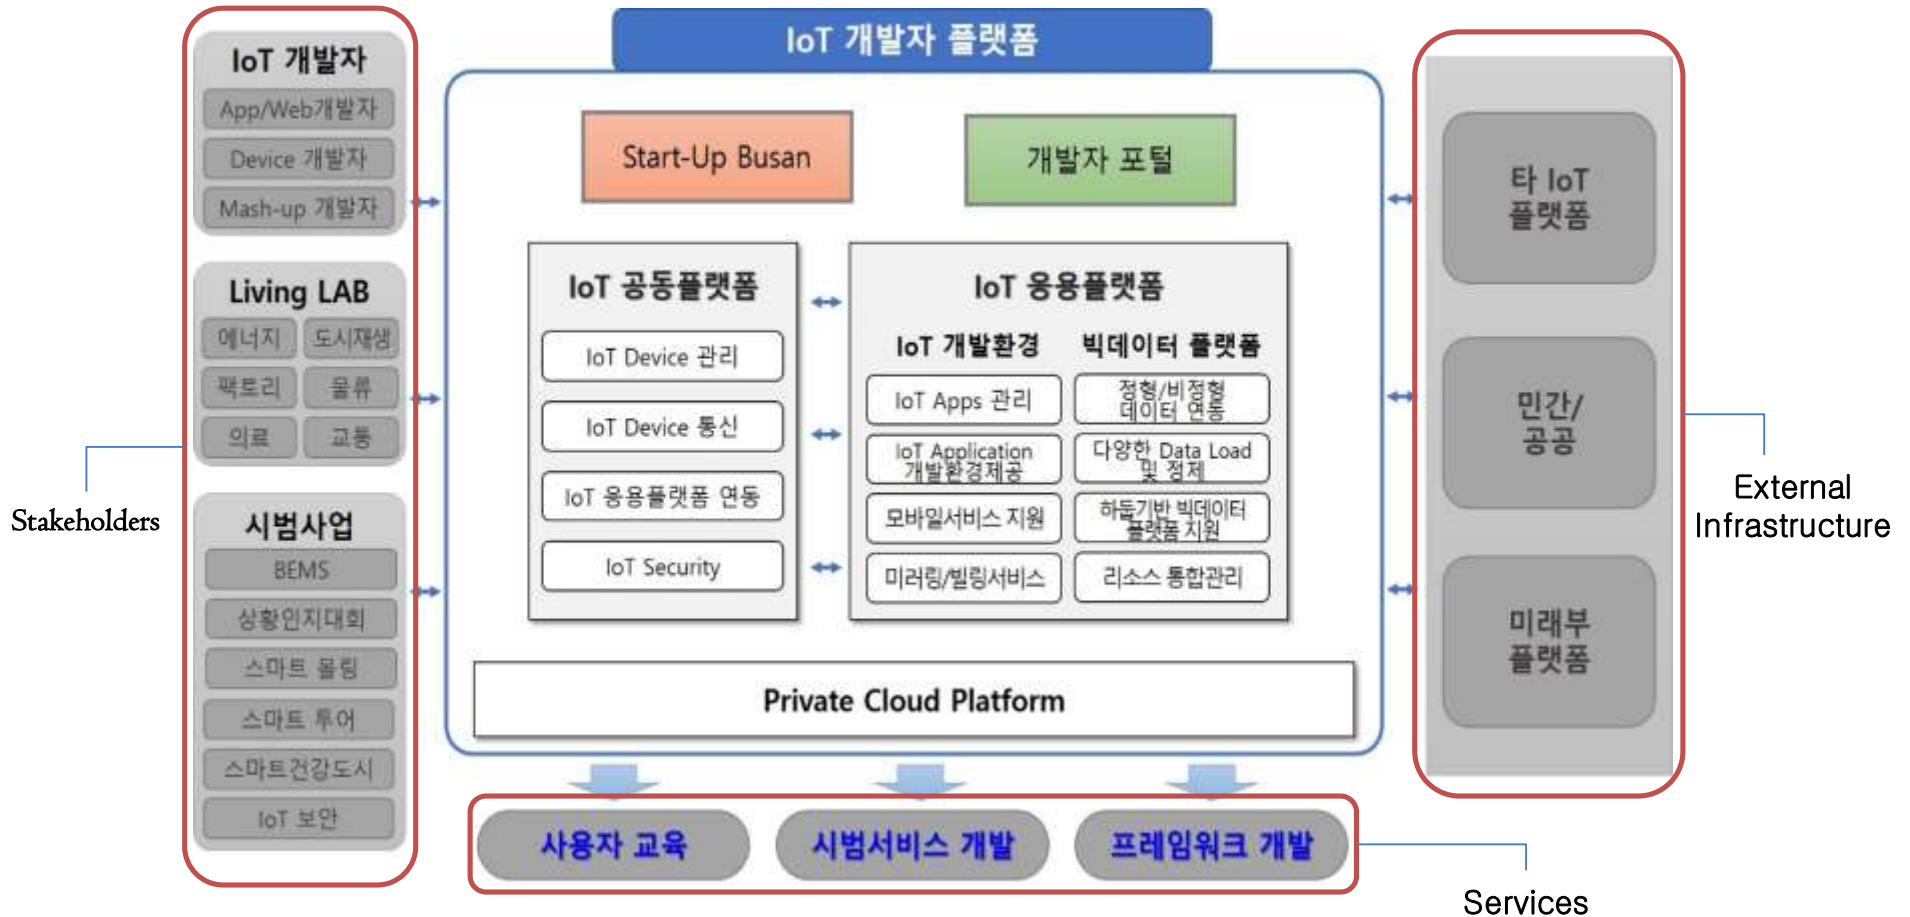 IoT 개발자 플랫폼
IoT 개발자
App/Web개발자
Device 개발자
Mash-up 개발자
Living LAB
에너지
도시재생
팩토리
물류
의료
교통
시범사업
BEMS
상황인지대회
스마트 몰링
스마트 투어
스마트건강도시
IoT 보안
Stakeholders
Start-Up Busan
개발자 포털
IoT 공동플랫폼
IoT Device 관리
IoT Device 통신
IoT 응용플랫폼 연동
IoT Security
IoT 응용플랫폼
IoT 개발환경
IoT Apps 관리
IoT Application
개발환경제공
모바일서비스 지원
미러링/빌링서비스
빅데이터 플랫폼
정형/비정형
데이터 연동
다양한 Data Load
및 정제
하둡기반 빅데이터
플랫폼 지원
리소스 통합관리
Private Cloud Platform
타 IoT
플랫폼
민간/
공공
미래부
플랫폼
External
Infrastructure
사용자 교육
시범서비스 개발
프레임워크 개발
Services